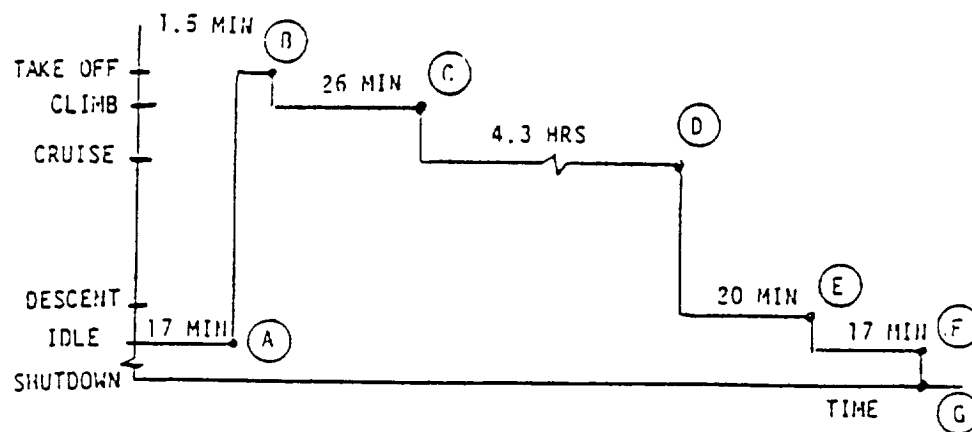 1.5 MIN
B
TAKE OFF
26 MIN
C
CLIMB
4.3 HRS
D
CRUISE
DESCENT
20 MIN
E
IDLE
17 MIN
A
17 MIN
F
SHUTDOWN
TIME
G